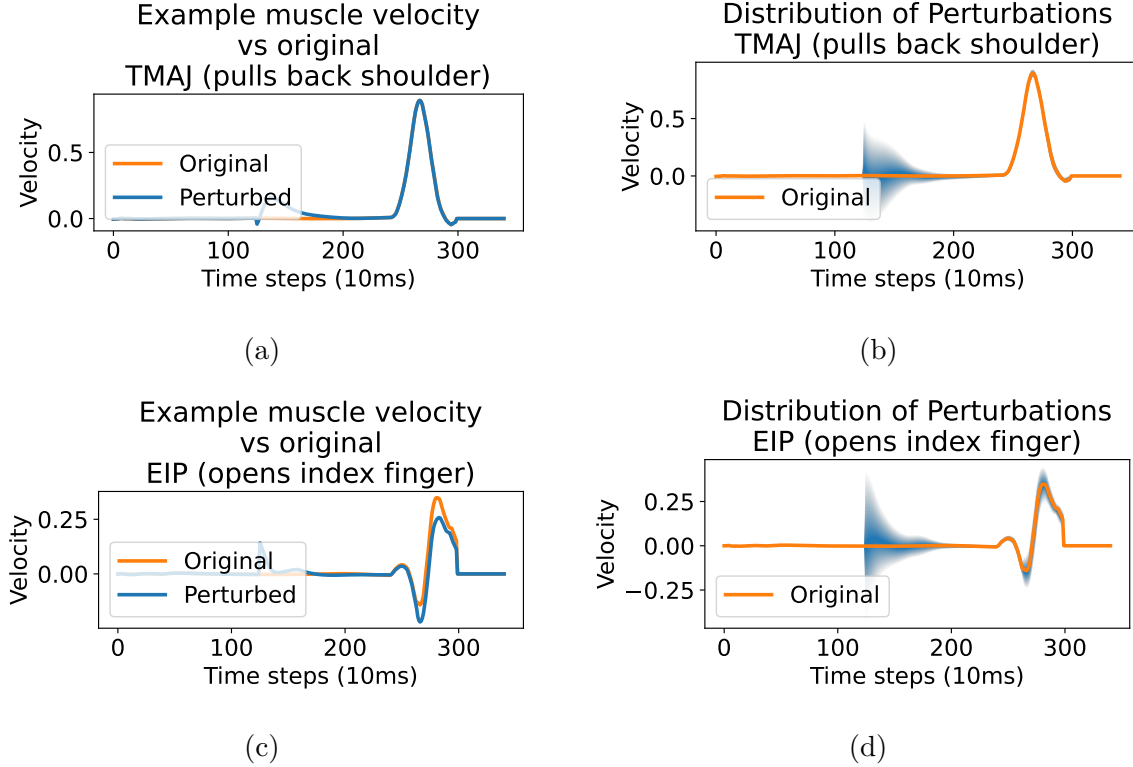 Example muscle velocity
vs original
TMAJ (pulls back shoulder)
Velocity
0.5
0.0
Original
Perturbed
0
100
200
300
Time steps (10ms)
(a)
Distribution of Perturbations
TMAJ (pulls back shoulder)
Velocity
0.5
0.0
Original
0
100
200
300
Time steps (10ms)
(b)
Example muscle velocity
vs original
EIP (opens index finger)
Velocity
0.25
0.00
Original
Perturbed
0
100
200
300
Time steps (10ms)
(c)
Distribution of Perturbations
EIP (opens index finger)
Velocity
0.25
0.00
−0.25
Original
0
100
200
300
Time steps (10ms)
(d)